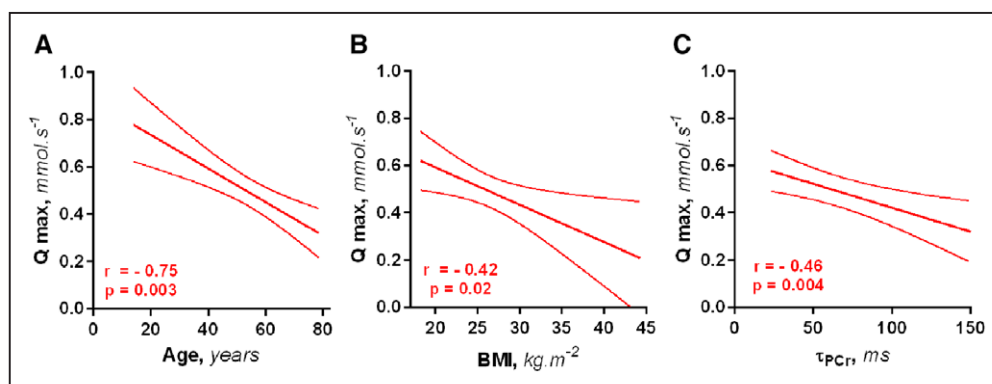 A
Q max, mmol.s⁻¹
1.0
0.8
0.6
0.4
0.2
0.0
r = - 0.75
p = 0.003
0 20 40 60 80
Age, years
B
Q max, mmol.s⁻¹
1.0
0.8
0.6
0.4
0.2
0.0
r = - 0.42
p = 0.02
20 25 30 35 40 45
BMI, kg.m⁻²
C
Q max, mmol.s⁻¹
1.0
0.8
0.6
0.4
0.2
0.0
r = - 0.46
p = 0.004
0 50 100 150
τPCr, ms